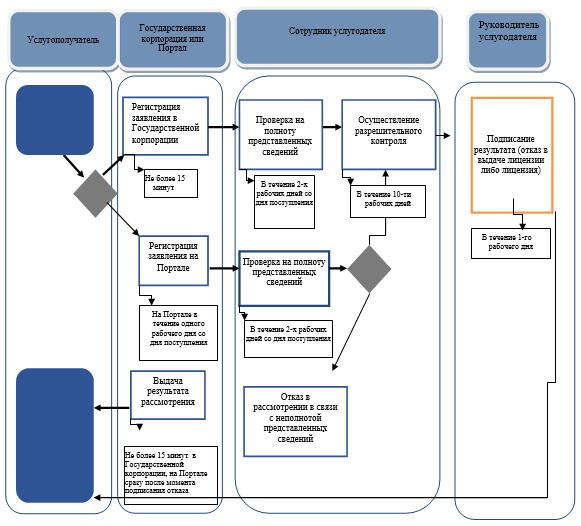 Услугополучатель
Государственная
корпорация или
Портал
Сотрудник услугодателя
Руководитель
услугодателя
Регистрация
заявления в
Государственной
корпорации
Не более 15
минут
Проверка на
полноту
представленных
сведений
В течение 2-х
рабочих дней со
дня поступления
Осуществление
разрешительного
контроля
В течение 10-ти
рабочих дней
Подписание
результата (отказ в
выдаче лицензии
либо лицензия)
В течение 1-го
рабочего дня
Регистрация
заявления на
Портале
На Портале в
течение одного
рабочего дня со
дня поступления
Проверка на полноту
представленных
сведений
В течение 2-х рабочих
дней со дня поступления
Выдача
результата
рассмотрения
Не более 15 минут в
Государственной
корпорации, на Портале
сразу после момента
подписания отказа
Отказ в
рассмотрении в связи
с неполнотой
представленных
сведений